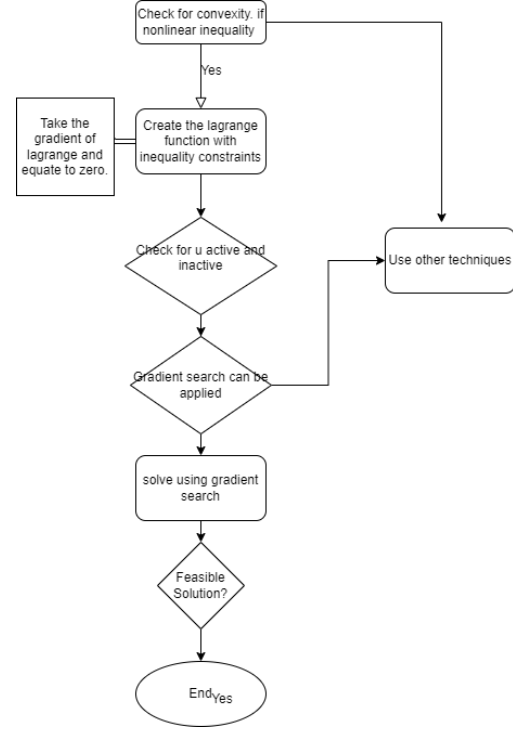 Check for convexity. if
nonlinear inequality
Yes
Take the
gradient of
lagrange and
equate to zero.
Create the lagrange
function with
inequality constraints
Check for u active and
inactive
Use other techniques
Gradient search can be
applied
solve using gradient
search
Feasible
Solution?
End
Yes